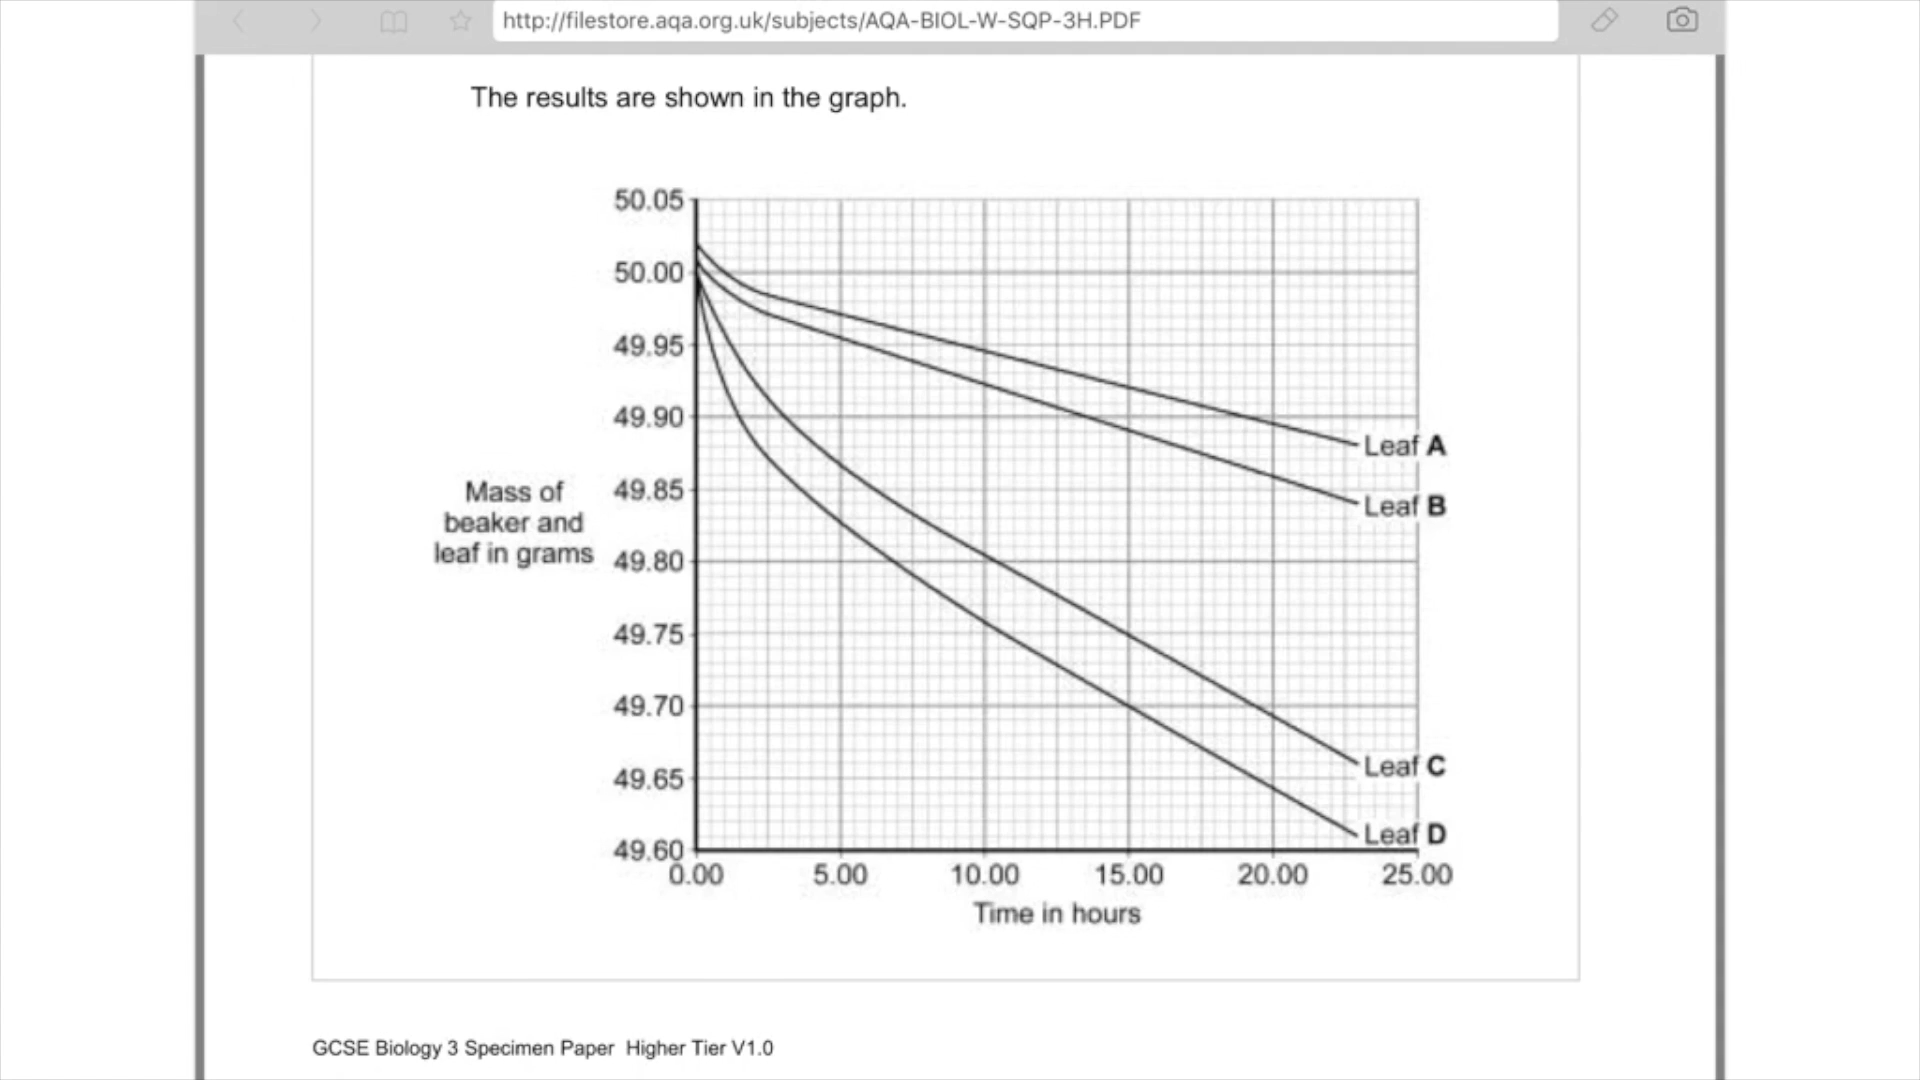 http://filestore.aqa.org.uk/subjects/AQA-BIOL-W-SQP-3H.PDF
The results are shown in the graph.
50.05
50.00
49.95
49.90
Leaf A
Mass of
beaker and
leaf in grams
49.85
Leaf B
49.80
49.75
49.70
Leaf C
49.65
Leaf D
49.60
0.00 5.00 10.00 15.00 20.00 25.00
Time in hours
GCSE Biology 3 Specimen Paper Higher Tier V1.0